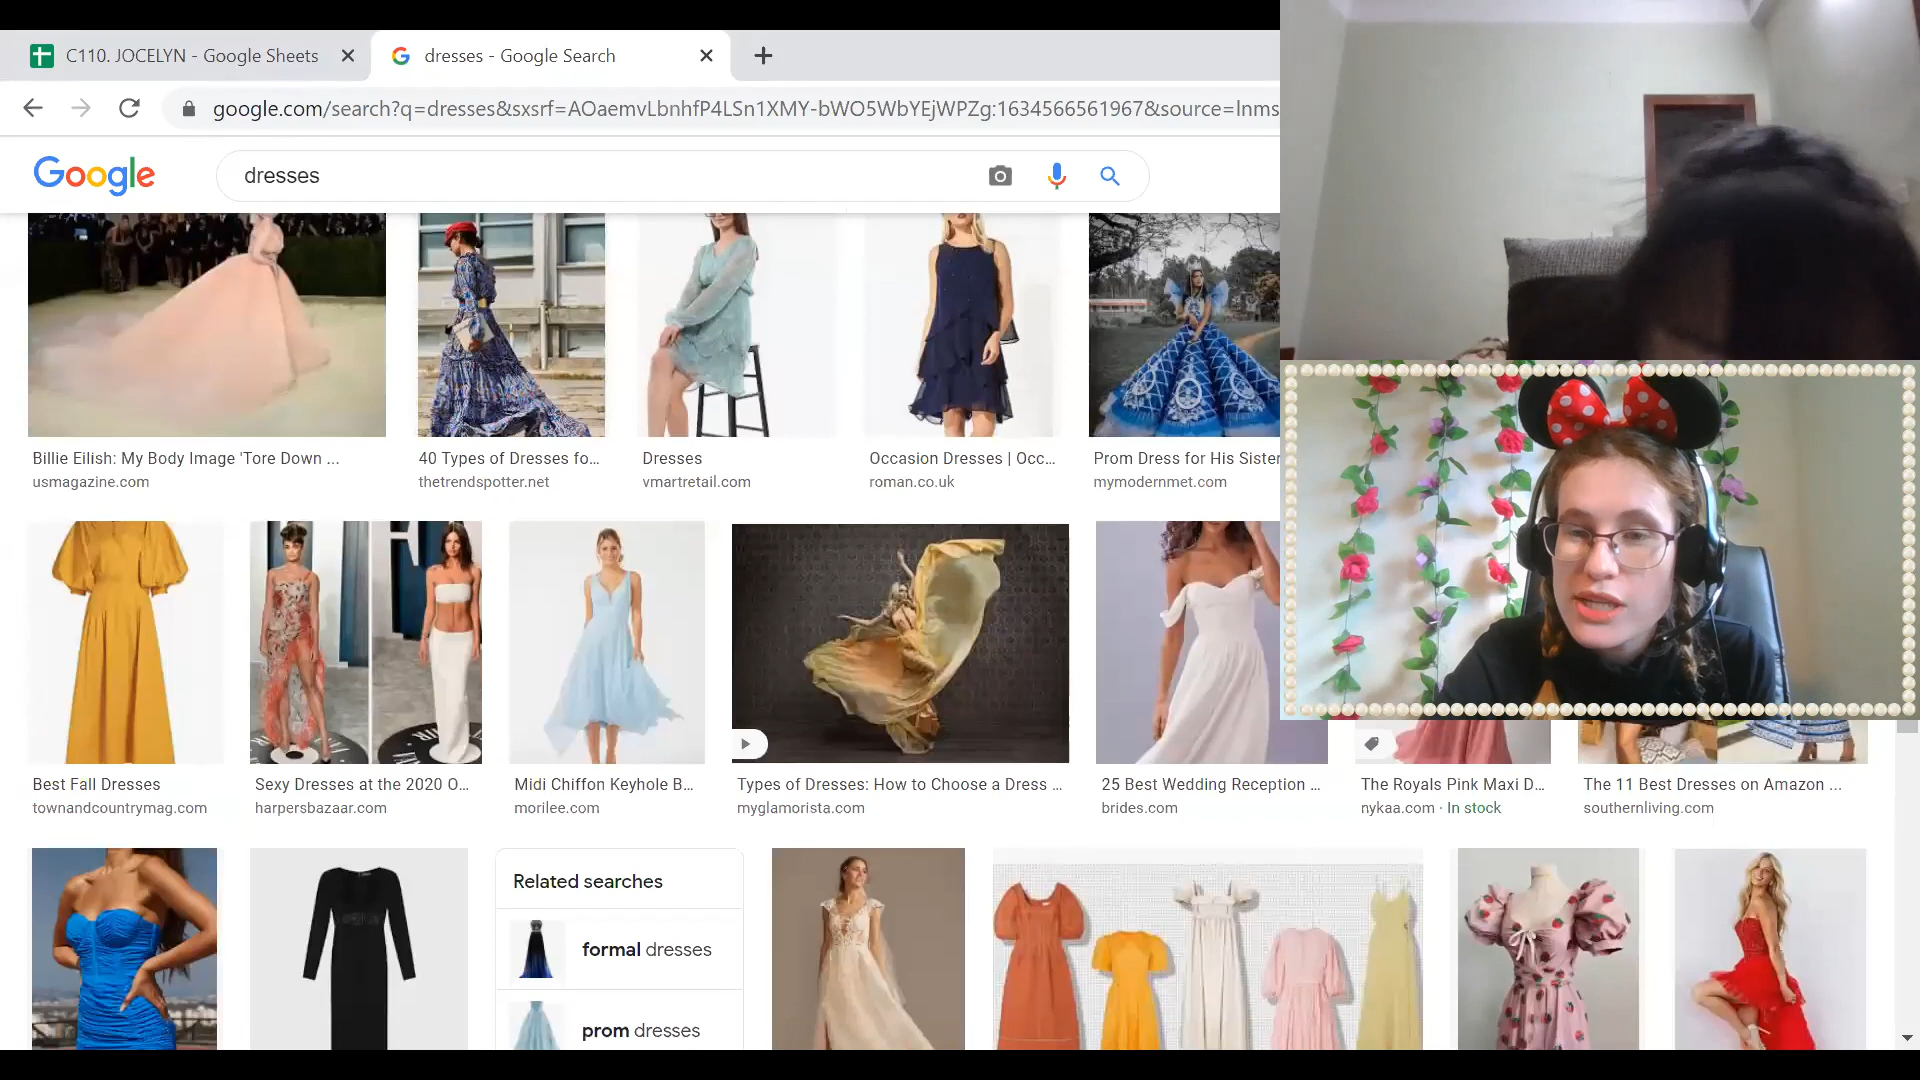 C110. JOCELYN - Google Sheets
dresses - Google Search
google.com/search?q=dresses&sxsrf=AOaemvLbnhfP4LSn1XMY-bWO5WbYEjWPZg:1634566561967&source=lnms
Google
dresses
Billie Eilish: My Body Image 'Tore Down ...
usmagazine.com
40 Types of Dresses fo...
thetrendspotter.net
Dresses
vmartretail.com
Occasion Dresses | Occ...
roman.co.uk
Prom Dress for His Sister
mymodernmet.com
Best Fall Dresses
townandcountrymag.com
Sexy Dresses at the 2020 O...
harpersbazaar.com
Midi Chiffon Keyhole B...
morilee.com
Types of Dresses: How to Choose a Dress ...
myglamorista.com
25 Best Wedding Reception ...
brides.com
The Royals Pink Maxi D...
nykaa.com · In stock
The 11 Best Dresses on Amazon ...
southernliving.com
Related searches
formal dresses
prom dresses